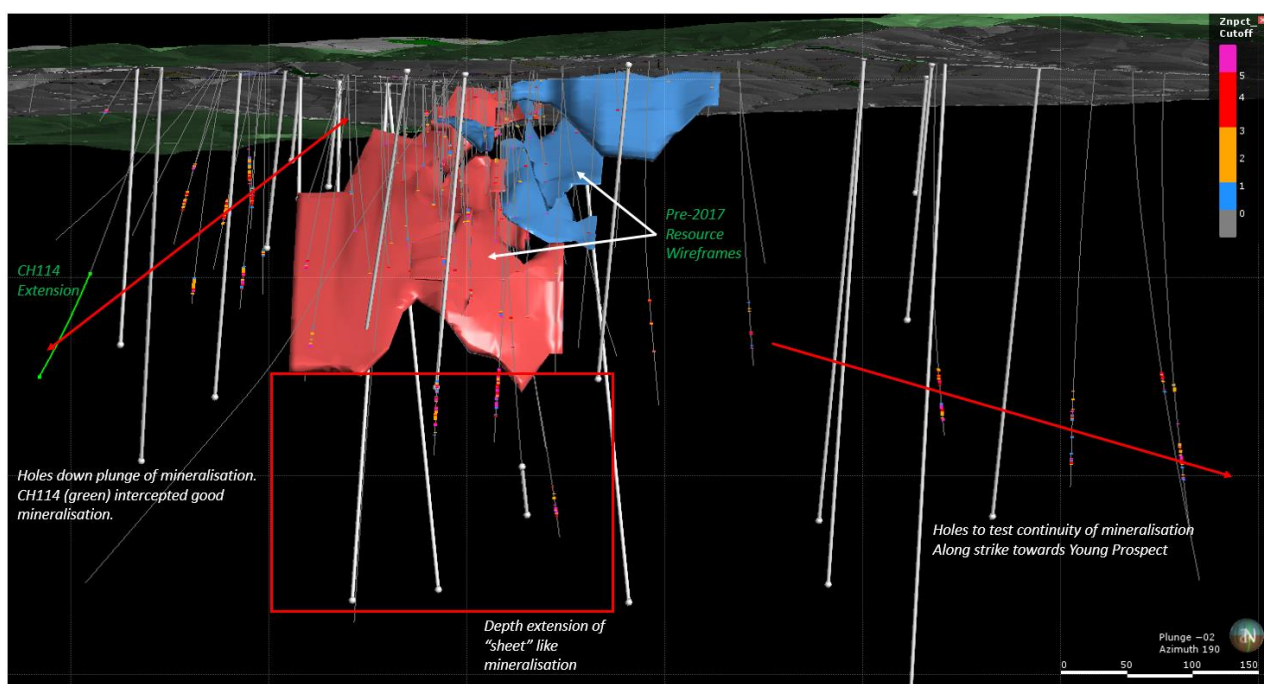 Znpct_
Cutoff
5
4
3
2
1
0
Pre-2017
Resource
Wireframes
CH114
Extension
Holes down plunge of mineralisation.
CH114 (green) intercepted good
mineralisation.
Holes to test continuity of mineralisation
Along strike towards Young Prospect
Depth extension of
“sheet” like
mineralisation
Plunge −02
Azimuth 190
0 50 100 150